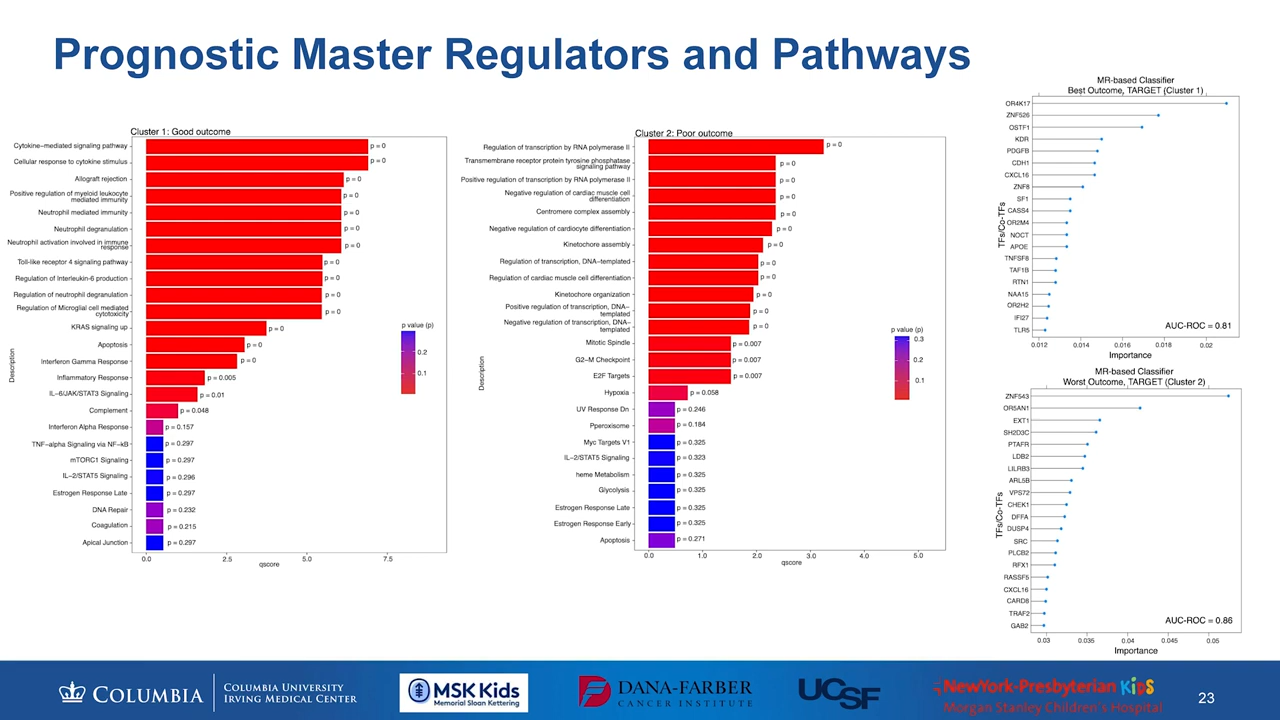 Prognostic Master Regulators and Pathways
Cluster 1: Good outcome
Cytokine-mediated signaling pathway
p = 0
Cellular response to cytokine stimulus
p = 0
Allograft rejection
p = 0
Positive regulation of myeloid leukocyte
mediated immunity
p = 0
Neutrophil mediated immunity
p = 0
Neutrophil degranulation
p = 0
Neutrophil activation involved in immune
response
p = 0
Toll-like receptor 4 signaling pathway
p = 0
Regulation of Interleukin-6 production
p = 0
Regulation of neutrophil degranulation
p = 0
Regulation of Microglial cell mediated
cytotoxicity
p = 0
KRAS signaling up
p = 0
Apoptosis
p = 0
Interferon Gamma Response
p = 0
Inflammatory Response
p = 0.005
IL-6/JAK/STAT3 Signaling
p = 0.01
Complement
p = 0.048
Interferon Alpha Response
p = 0.157
TNF-alpha Signaling via NF-kB
p = 0.297
mTORC1 Signaling
p = 0.297
IL-2/STAT5 Signaling
p = 0.296
Estrogen Response Late
p = 0.297
DNA Repair
p = 0.232
Coagulation
p = 0.215
Apical Junction
p = 0.297
Description
0.0 2.5 5.0 7.5
qscore
p value (p)
0.2
0.1
Cluster 2: Poor outcome
Regulation of transcription by RNA polymerase II
p = 0
Transmembrane receptor protein tyrosine phosphatase
signaling pathway
p = 0
Positive regulation of transcription by RNA polymerase II
p = 0
Negative regulation of cardiac muscle cell
differentiation
p = 0
Centromere complex assembly
p = 0
Negative regulation of cardiocyte differentiation
p = 0
Kinetochore assembly
p = 0
Regulation of transcription, DNA-templated
p = 0
Regulation of cardiac muscle cell differentiation
p = 0
Kinetochore organization
p = 0
Positive regulation of transcription, DNA-
templated
p = 0
Negative regulation of transcription, DNA-
templated
p = 0
Mitotic Spindle
p = 0.007
G2-M Checkpoint
p = 0.007
E2F Targets
p = 0.007
Hypoxia
p = 0.058
UV Response Dn
p = 0.246
Pperoxisome
p = 0.184
Myc Targets V1
p = 0.325
IL-2/STAT5 Signaling
p = 0.323
heme Metabolism
p = 0.325
Glycolysis
p = 0.325
Estrogen Response Late
p = 0.325
Estrogen Response Early
p = 0.325
Apoptosis
p = 0.271
Description
0.0 1.0 2.0 3.0 4.0 5.0
qscore
p value (p)
0.3
0.2
0.1
MR-based Classifier
Best Outcome, TARGET (Cluster 1)
OR4K17
ZNF526
OSTF1
KDR
PDGFB
CDH1
CXCL16
ZNF8
SF1
CASS4
OR2M4
NOCT
APOE
TNFSF8
TAF1B
RTN1
NAA15
OR2H2
IFI27
TLR5
TFs/Co-TFs
AUC-ROC = 0.81
0.012 0.014 0.016 0.018 0.02
Importance
MR-based Classifier
Worst Outcome, TARGET (Cluster 2)
ZNF543
OR5AN1
EXT1
SH2D3C
PTAFR
LDB2
LILRB3
ARL5B
VPS72
CHEK1
DFFA
DUSP4
SRC
PLCB2
RFX1
RASSF5
CXCL16
CARD8
TRAF2
GAB2
TFs/Co-TFs
AUC-ROC = 0.86
0.03 0.035 0.04 0.045 0.05
Importance
COLUMBIA
COLUMBIA UNIVERSITY
IRVING MEDICAL CENTER
MSK Kids
Memorial Sloan Kettering
DANA-FARBER
CANCER INSTITUTE
UCSF
NewYork-Presbyterian KiDS
Morgan Stanley Children's Hospital
23